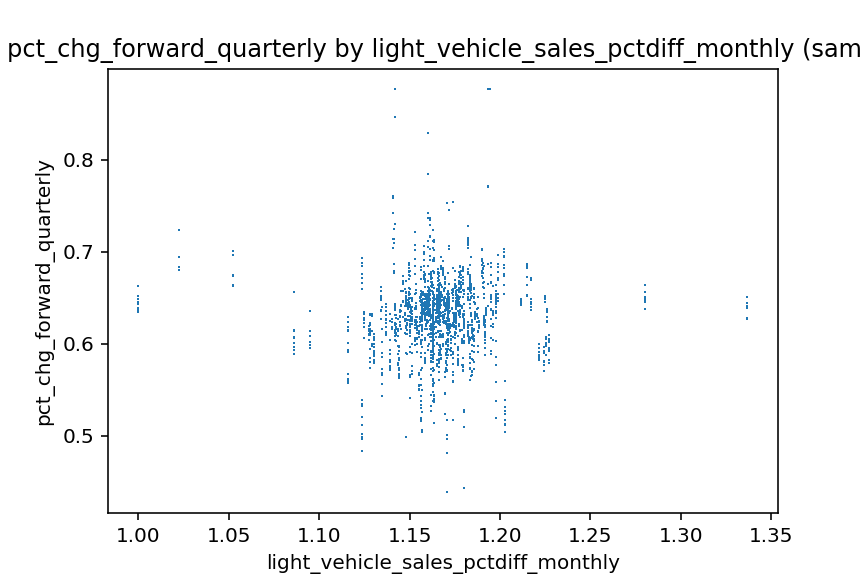 pct_chg_forward_quarterly by light_vehicle_sales_pctdiff_monthly (sam
pct_chg_forward_quarterly
0.8
0.7
0.6
0.5
1.00 1.05 1.10 1.15 1.20 1.25 1.30 1.35
light_vehicle_sales_pctdiff_monthly